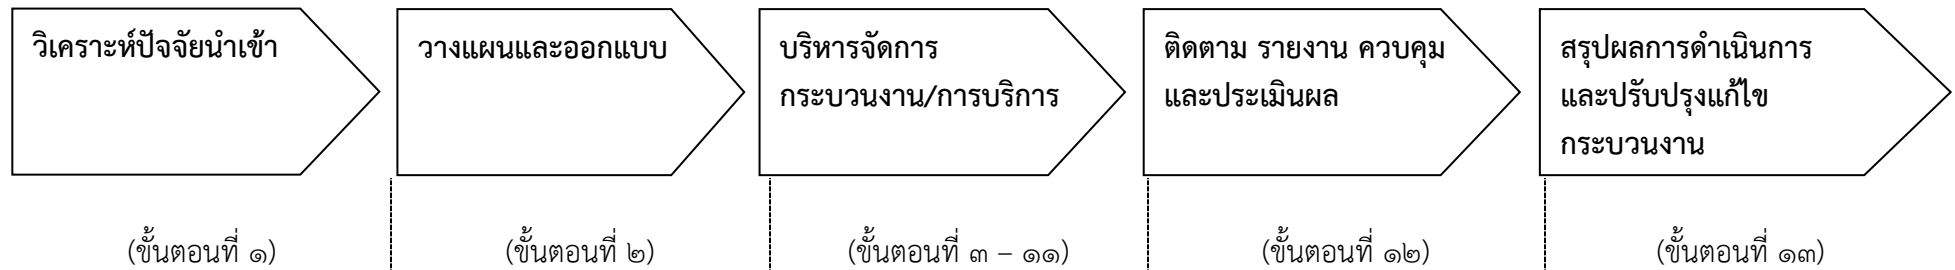 วิเคราะห์ปัจจัยนำเข้า
วางแผนและออกแบบ
บริหารจัดการ
กระบวนงาน/การบริการ
ติดตาม รายงาน ควบคุม
และประเมินผล
สรุปผลการดำเนินการ
และปรับปรุงแก้ไข
กระบวนงาน
(ขั้นตอนที่ ๑)
(ขั้นตอนที่ ๒)
(ขั้นตอนที่ ๓ – ๑๑)
(ขั้นตอนที่ ๑๒)
(ขั้นตอนที่ ๑๓)